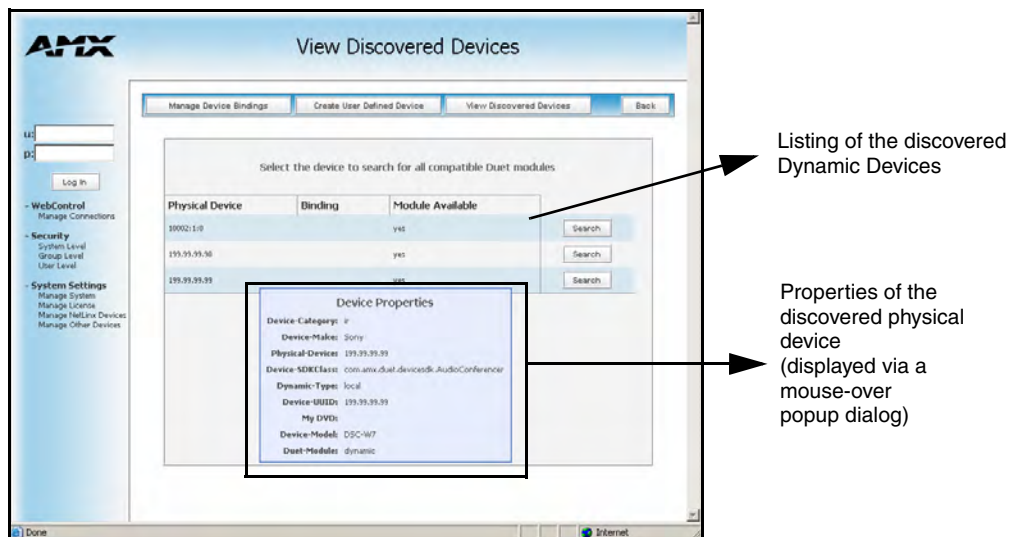 AMX
View Discovered Devices
Manage Device Bindings
Create User Defined Device
View Discovered Devices
Back
u:
p:
Log In
- WebControl
Manage Connections
- Security
System Level
Group Level
User Level
- System Settings
Manage System
Manage License
Manage NetLinx Devices
Manage Other Devices
Select the device to search for all compatible Duet modules
Physical Device Binding Module Available
10002:1:0 yes Search
199.99.99.98 yes Search
199.99.99.99 yes Search
Device Properties
Device-Category: ir
Device-Make: Sony
Physical-Device: 199.99.99.99
Device-SDKClass: com.amx.duet.devicesdk.AudioConferencer
Dynamic-Type: local
Device-UUID: 199.99.99.99
My DVD:
Device-Model: DSC-W7
Duet-Module: dynamic
Done
Internet
Listing of the discovered
Dynamic Devices
Properties of the
discovered physical
device
(displayed via a
mouse-over
popup dialog)